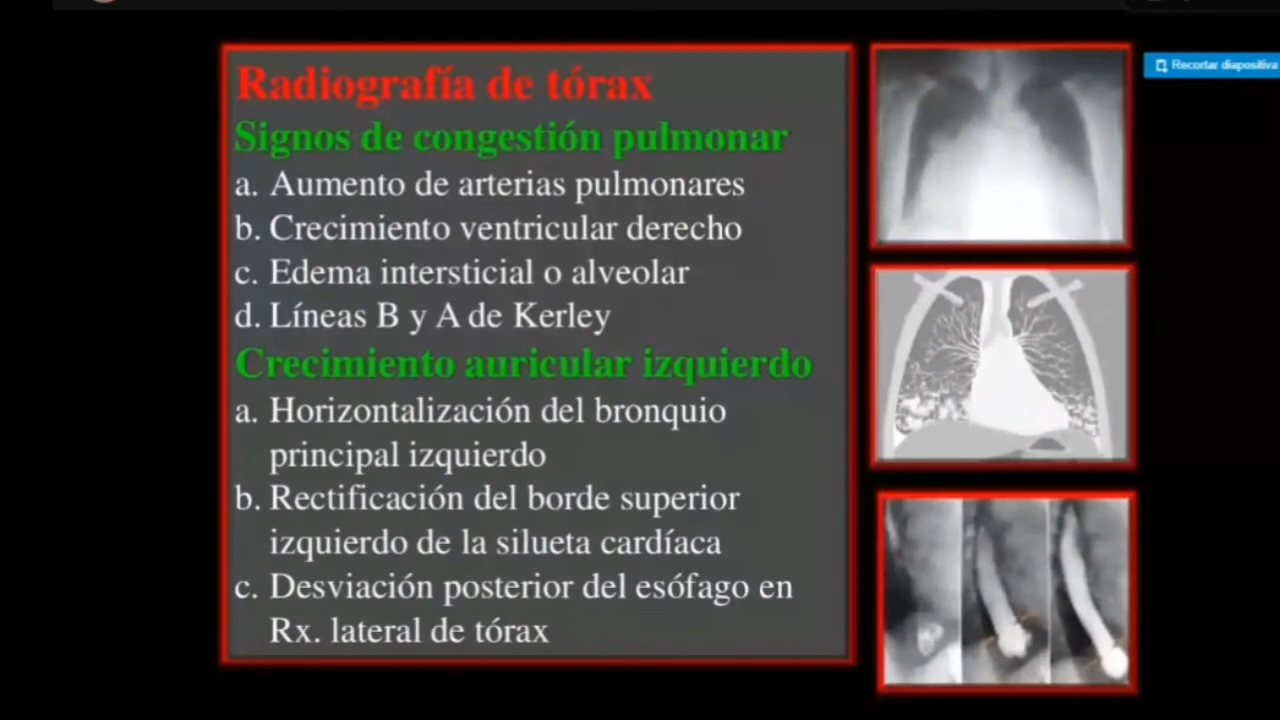 Recortar diapositiva
Radiografía de tórax
Signos de congestión pulmonar
a. Aumento de arterias pulmonares
b. Crecimiento ventricular derecho
c. Edema intersticial o alveolar
d. Líneas B y A de Kerley
Crecimiento auricular izquierdo
a. Horizontalización del bronquio
principal izquierdo
b. Rectificación del borde superior
izquierdo de la silueta cardíaca
c. Desviación posterior del esófago en
Rx. lateral de tórax